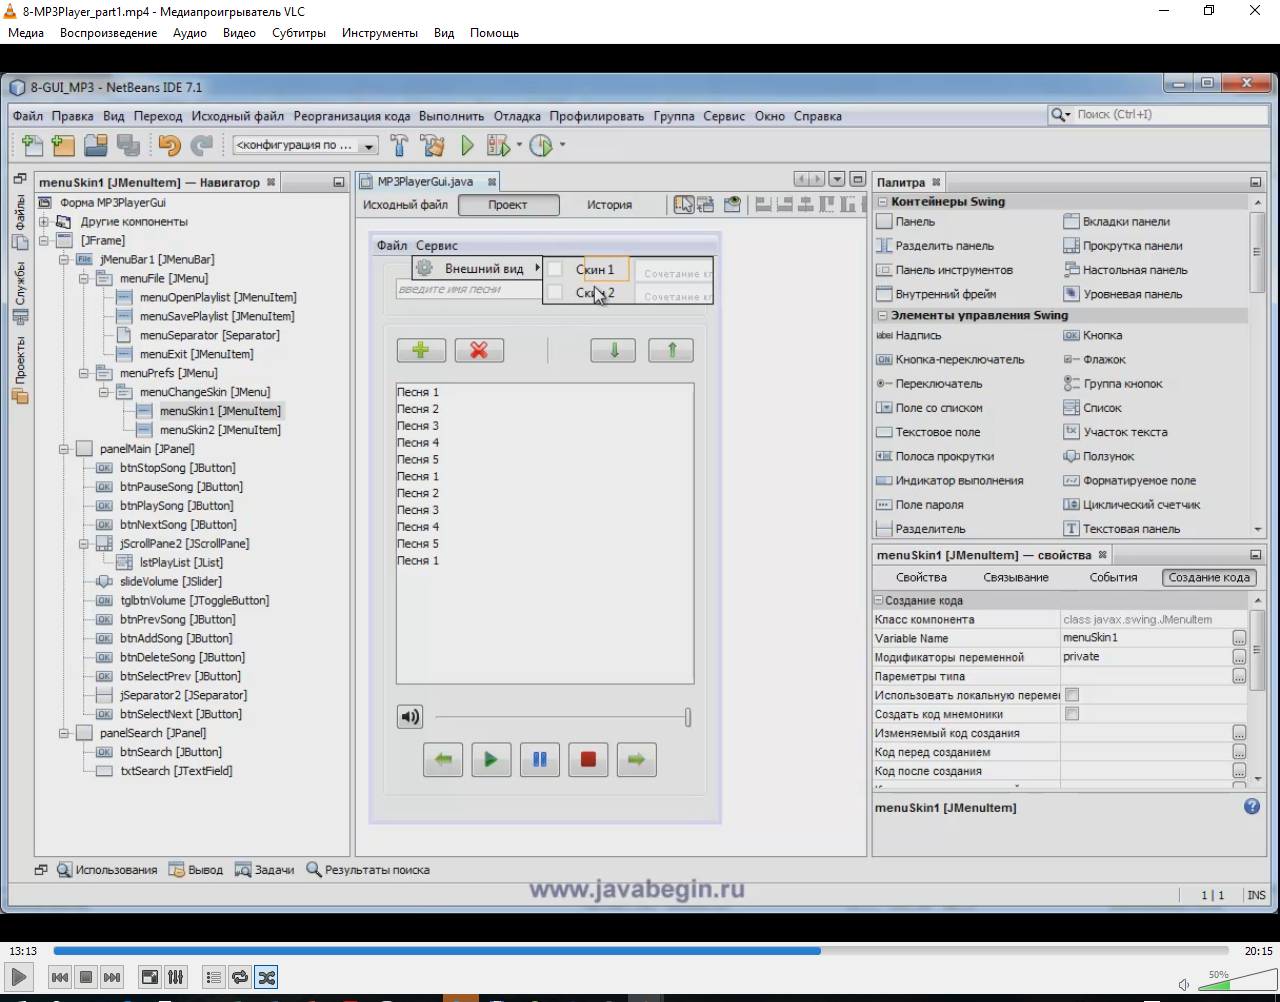 8-MP3Player_part1.mp4 - Медиапроигрыватель VLC
Медиа Воспроизведение Аудио Видео Субтитры Инструменты Вид Помощь
8-GUI_MP3 - NetBeans IDE 7.1
Файл Правка Вид Переход Исходный файл Реорганизация кода Выполнить Отладка Профилировать Группа Сервис Окно Справка
Поиск (Ctrl+I)
<конфигурация по ...
Файлы
Службы
Проекты
menuSkin1 [JMenuItem] — Навигатор
Форма MP3PlayerGui
Другие компоненты
[JFrame]
jMenuBar1 [JMenuBar]
menuFile [JMenu]
menuOpenPlaylist [JMenuItem]
menuSavePlaylist [JMenuItem]
menuSeparator [Separator]
menuExit [JMenuItem]
menuPrefs [JMenu]
menuChangeSkin [JMenu]
menuSkin1 [JMenuItem]
menuSkin2 [JMenuItem]
panelMain [JPanel]
btnStopSong [JButton]
btnPauseSong [JButton]
btnPlaySong [JButton]
btnNextSong [JButton]
jScrollPane2 [JScrollPane]
lstPlayList [JList]
slideVolume [JSlider]
tglbtnVolume [JToggleButton]
btnPrevSong [JButton]
btnAddSong [JButton]
btnDeleteSong [JButton]
btnSelectPrev [JButton]
jSeparator2 [JSeparator]
btnSelectNext [JButton]
panelSearch [JPanel]
btnSearch [JButton]
txtSearch [JTextField]
MP3PlayerGui.java
Исходный файл Проект История
Файл Сервис
Внешний вид
Скин 1 Сочетание кл
Скин 2 Сочетание кл
введите имя песни
Песня 1
Песня 2
Песня 3
Песня 4
Песня 5
Песня 1
Песня 2
Песня 3
Песня 4
Песня 5
Песня 1
Палитра
Контейнеры Swing
Панель Вкладки панели
Разделить панель Прокрутка панели
Панель инструментов Настольная панель
Внутренний фрейм Уровневая панель
Элементы управления Swing
label Надпись OK Кнопка
ON Кнопка-переключатель Флажок
Переключатель Группа кнопок
Поле со списком Список
Текстовое поле Участок текста
Полоса прокрутки Ползунок
Индикатор выполнения Форматируемое поле
Поле пароля Циклический счетчик
Разделитель Текстовая панель
menuSkin1 [JMenuItem] — свойства
Свойства Связывание События Создание кода
Создание кода
Класс компонента class javax.swing.JMenuItem
Variable Name menuSkin1
Модификаторы переменной private
Параметры типа
Использовать локальную переме
Создать код мнемоники
Изменяемый код создания
Код перед созданием
Код после создания
menuSkin1 [JMenuItem]
Использования Вывод Задачи Результаты поиска
www.javabegin.ru
1 | 1 INS
13:13 20:15
50%